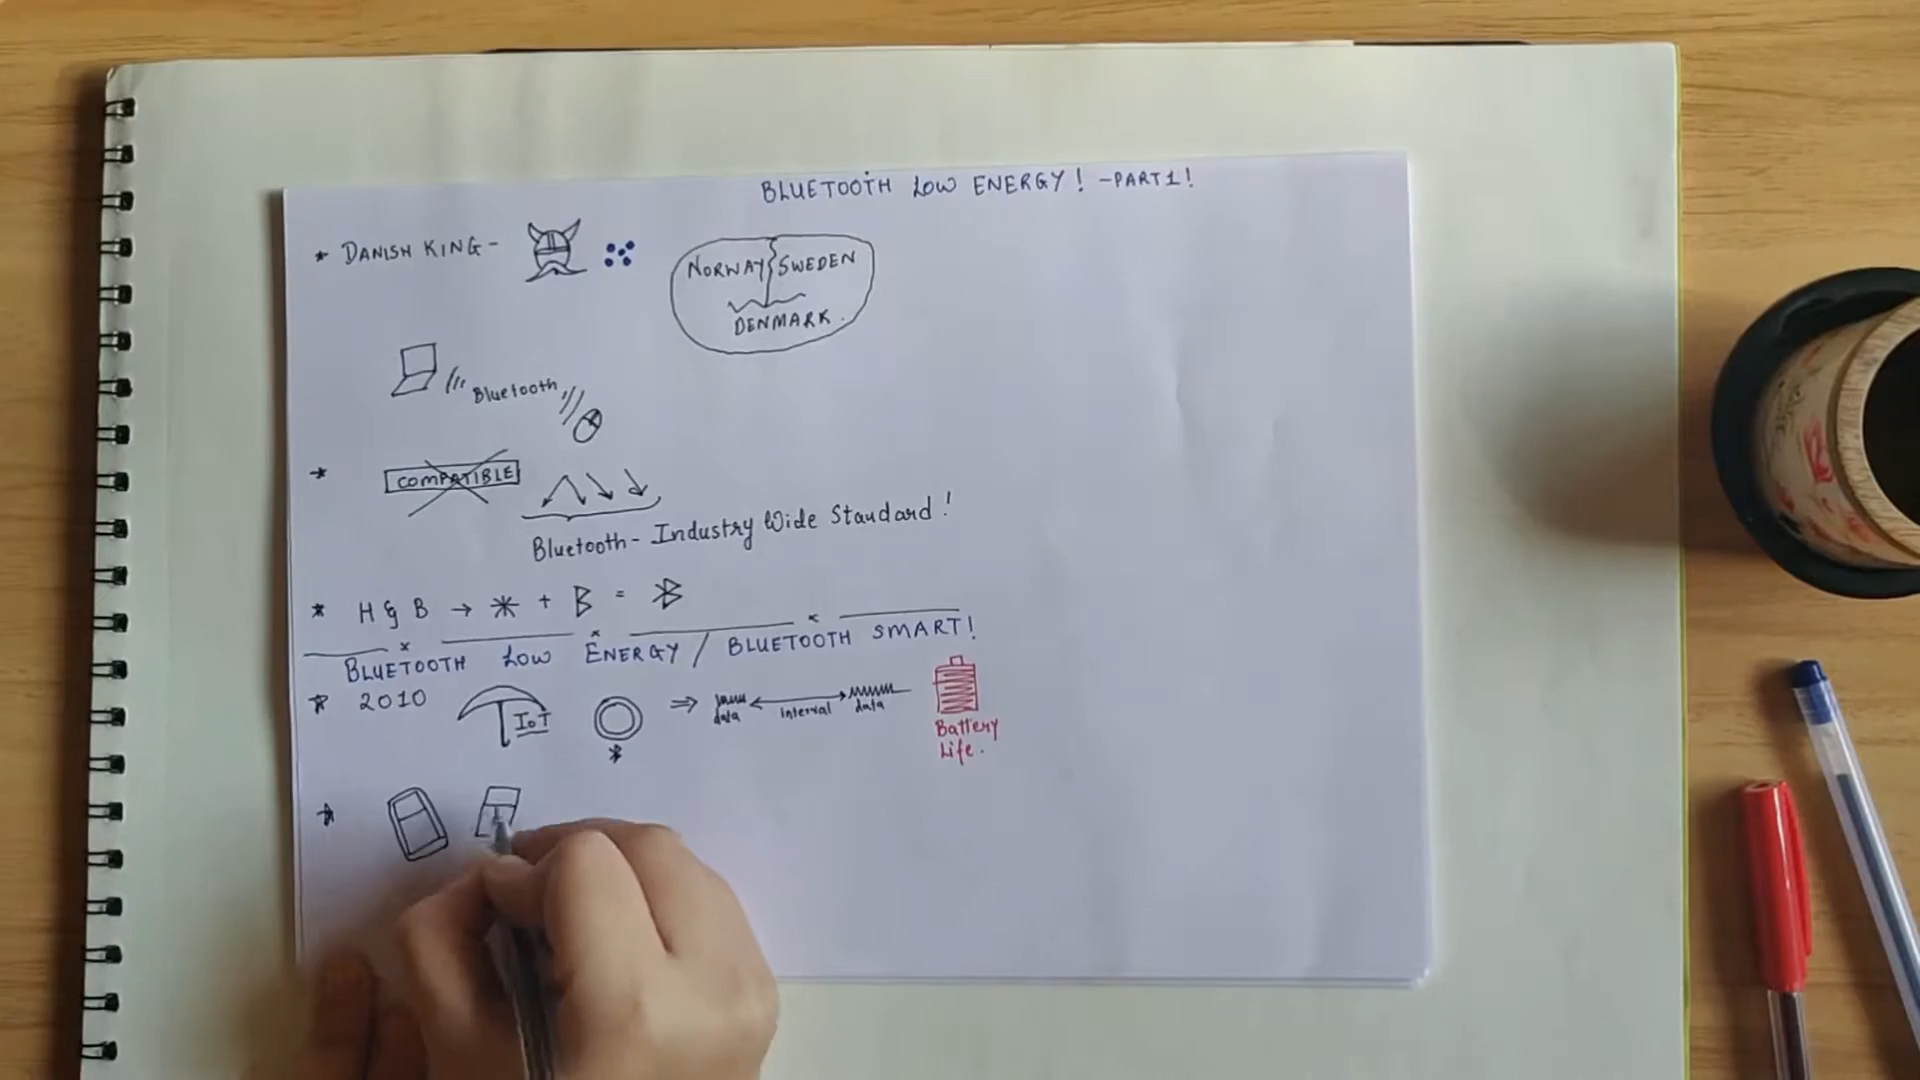 BLUETOOTH LOW ENERGY! -PART1!
* DANISH KING -
NORWAY SWEDEN
DENMARK.
Bluetooth
COMPATIBLE
Bluetooth - Industry Wide Standard!
* H & B → * + B =
BLUETOOTH LOW ENERGY / BLUETOOTH SMART!
* 2010
IOT
data Interval data
Battery
Life.